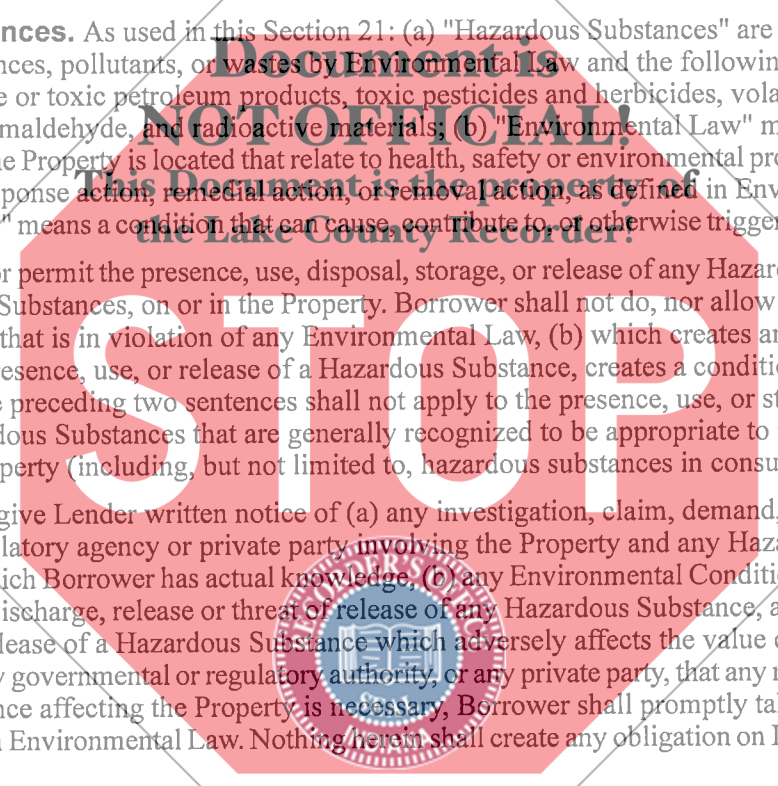 nces. As used in this Section 21: (a) "Hazardous Substances" are
nces, pollutants, or wastes by Environmental Law and the followin
e or toxic petroleum products, toxic pesticides and herbicides, vola
maldehyde, and radioactive materials; (b) "Environmental Law" m
he Property is located that relate to health, safety or environmental pro
ponse action, remedial action, or removal action, as defined in Env
" means a condition that can cause, contribute to, or otherwise trigger
Document is
NOT OFFICIAL!
This Document is the property of
the Lake County Recorder!
r permit the presence, use, disposal, storage, or release of any Hazard
Substances, on or in the Property. Borrower shall not do, nor allow
that is in violation of any Environmental Law, (b) which creates an
esence, use, or release of a Hazardous Substance, creates a conditio
e preceding two sentences shall not apply to the presence, use, or st
dous Substances that are generally recognized to be appropriate to
perty (including, but not limited to, hazardous substances in consu
STOP
give Lender written notice of (a) any investigation, claim, demand,
latory agency or private party involving the Property and any Haza
ich Borrower has actual knowledge, (b) any Environmental Conditi
ischarge, release or threat of release of any Hazardous Substance, a
lease of a Hazardous Substance which adversely affects the value o
y governmental or regulatory authority, or any private party, that any r
nce affecting the Property is necessary, Borrower shall promptly ta
n Environmental Law. Nothing herein shall create any obligation on L
RECORDER'S OFFICE
SEAL
INDIANA